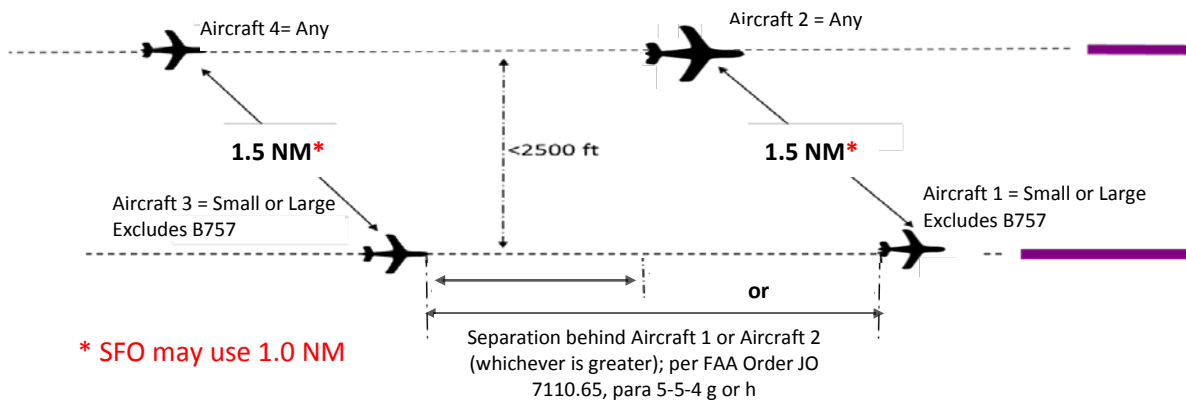 Aircraft 4= Any
Aircraft 2 = Any
1.5 NM*
<2500 ft
1.5 NM*
Aircraft 3 = Small or Large
Excludes B757
Aircraft 1 = Small or Large
Excludes B757
or
Separation behind Aircraft 1 or Aircraft 2
(whichever is greater); per FAA Order JO
7110.65, para 5-5-4 g or h
* SFO may use 1.0 NM